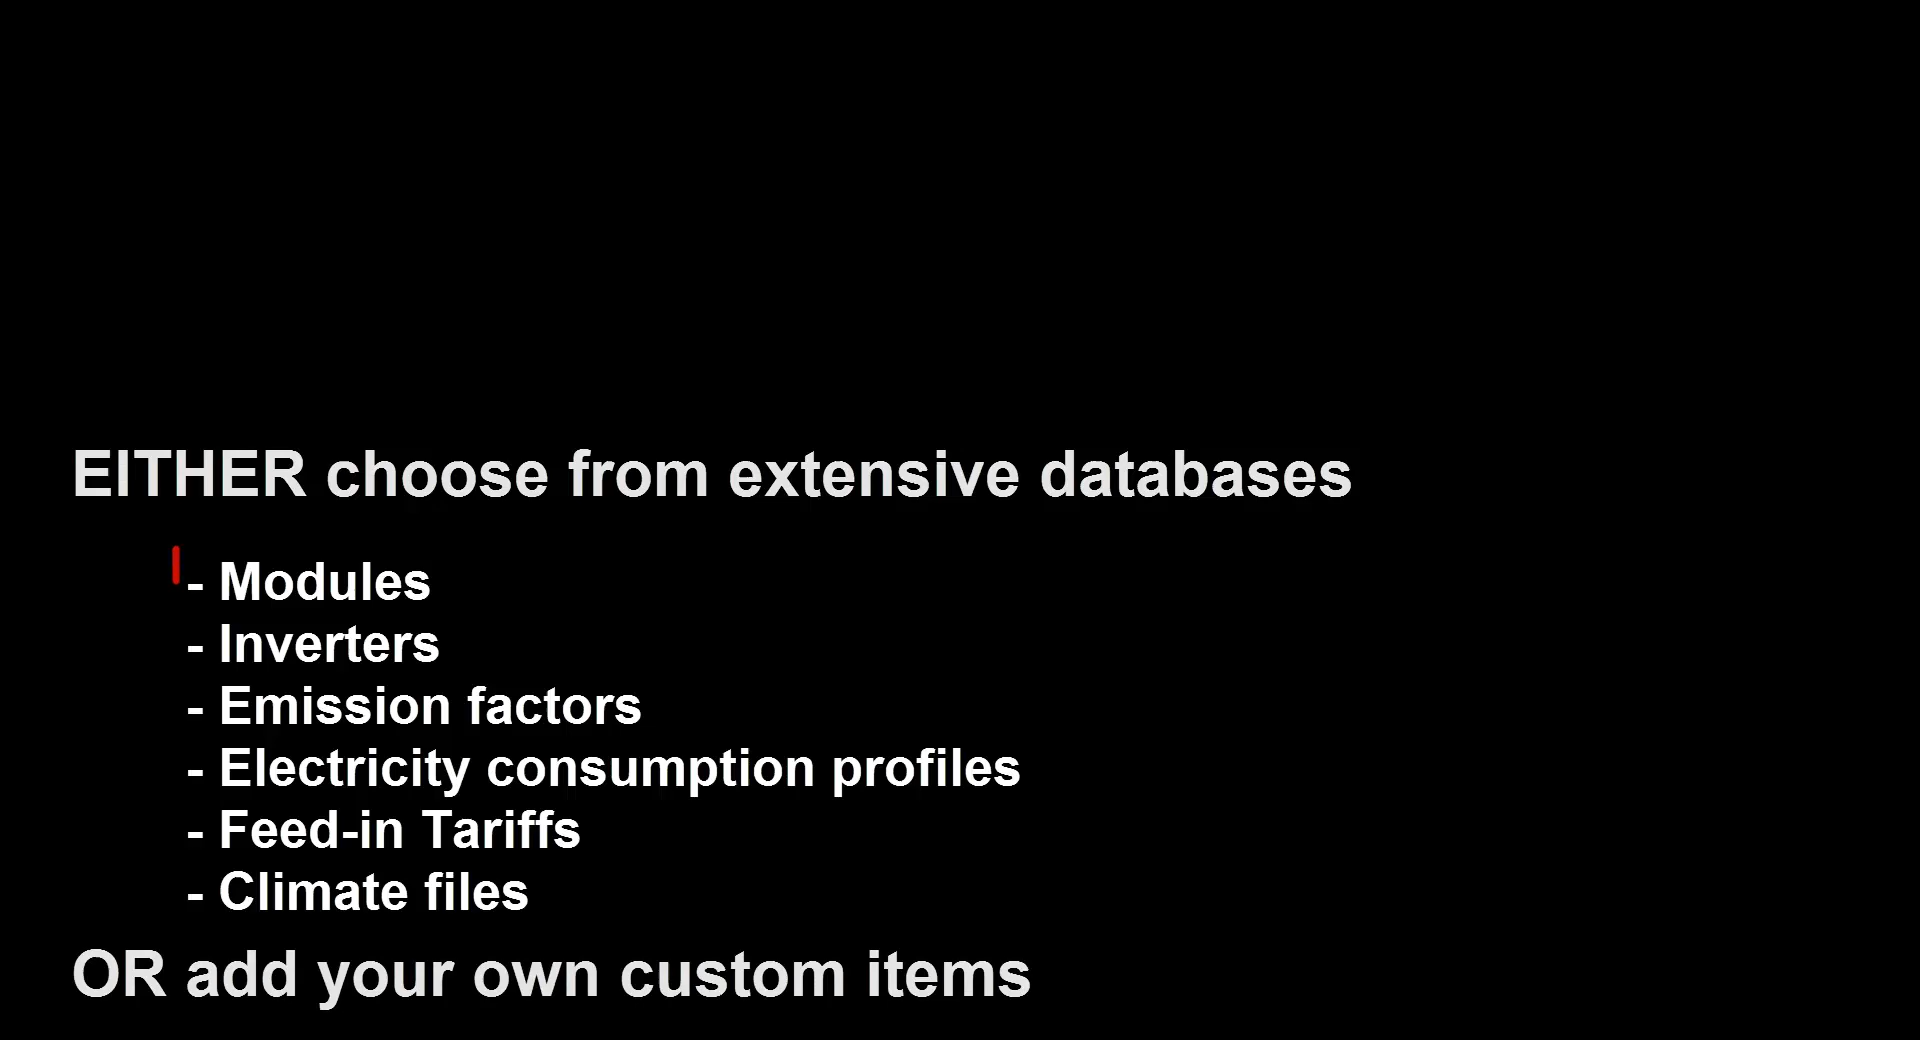 EITHER choose from extensive databases
- Modules
- Inverters
- Emission factors
- Electricity consumption profiles
- Feed-in Tariffs
- Climate files
OR add your own custom items